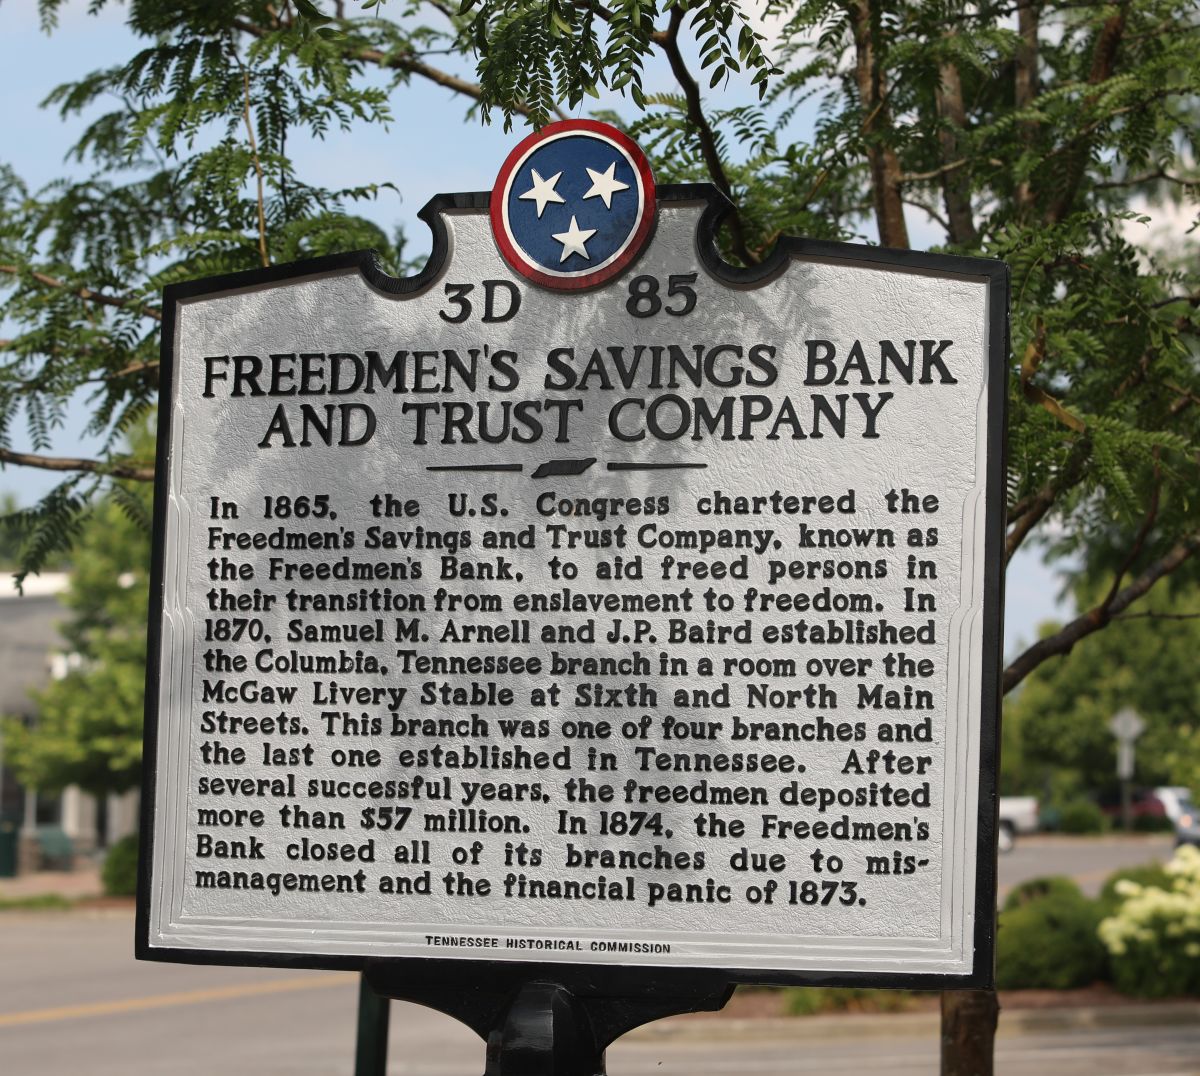 3D 85
FREEDMEN'S SAVINGS BANK
AND TRUST COMPANY
In 1865, the U.S. Congress chartered the
Freedmen's Savings and Trust Company, known as
the Freedmen's Bank, to aid freed persons in
their transition from enslavement to freedom. In
1870, Samuel M. Arnell and J.P. Baird established
the Columbia, Tennessee branch in a room over the
McGaw Livery Stable at Sixth and North Main
Streets. This branch was one of four branches and
the last one established in Tennessee. After
several successful years, the freedmen deposited
more than $57 million. In 1874, the Freedmen's
Bank closed all of its branches due to mis-
management and the financial panic of 1873.
TENNESSEE HISTORICAL COMMISSION